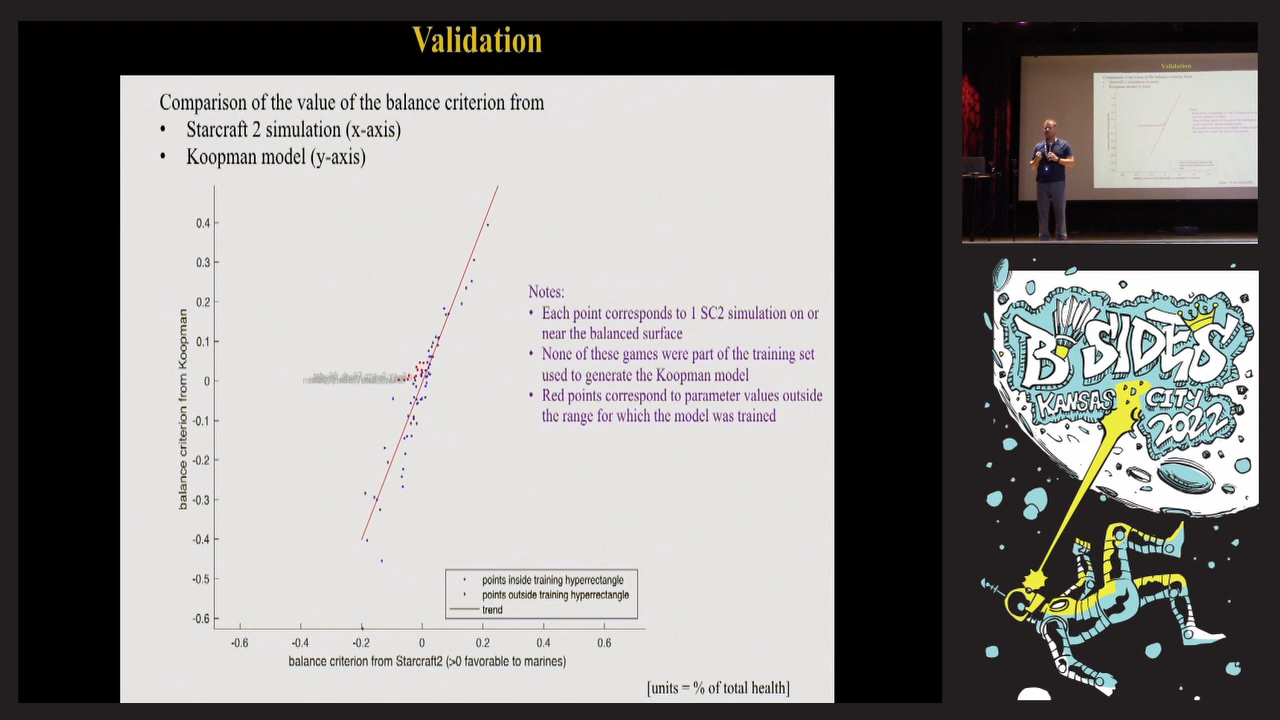 Validation
Comparison of the value of the balance criterion from
• Starcraft 2 simulation (x-axis)
• Koopman model (y-axis)
0.4
0.3
0.2
0.1
0
-0.1
-0.2
-0.3
-0.4
-0.5
-0.6
balance criterion from Koopman
Notes:
• Each point corresponds to 1 SC2 simulation on or
near the balanced surface
• None of these games were part of the training set
used to generate the Koopman model
• Red points correspond to parameter values outside
the range for which the model was trained
points inside training hyperrectangle
points outside training hyperrectangle
trend
-0.6 -0.4 -0.2 0 0.2 0.4 0.6
balance criterion from Starcraft2 (>0 favorable to marines)
[units = % of total health]
Validation
BSIDES
KANSAS CITY
2022